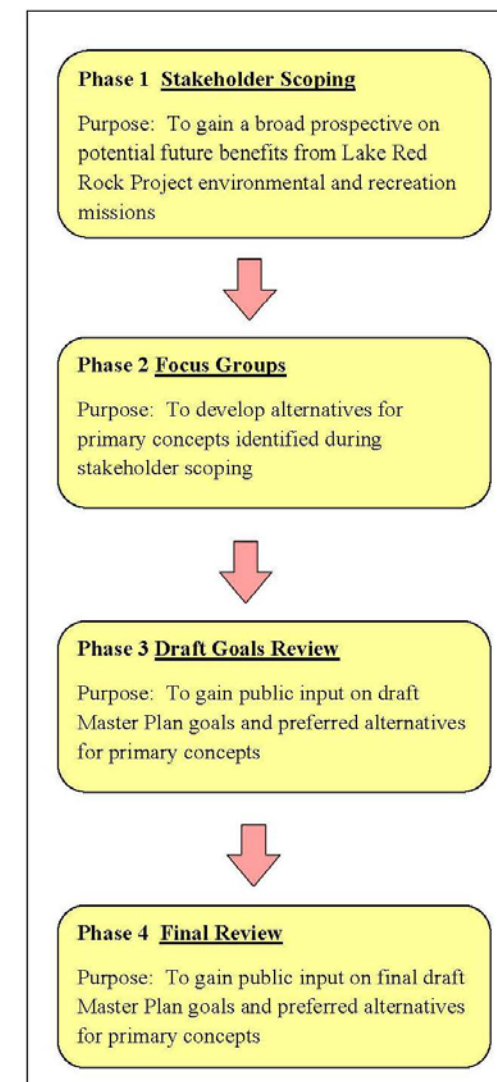 Phase 1 Stakeholder Scoping
Purpose: To gain a broad prospective on
potential future benefits from Lake Red
Rock Project environmental and recreation
missions
Phase 2 Focus Groups
Purpose: To develop alternatives for
primary concepts identified during
stakeholder scoping
Phase 3 Draft Goals Review
Purpose: To gain public input on draft
Master Plan goals and preferred alternatives
for primary concepts
Phase 4 Final Review
Purpose: To gain public input on final draft
Master Plan goals and preferred alternatives
for primary concepts